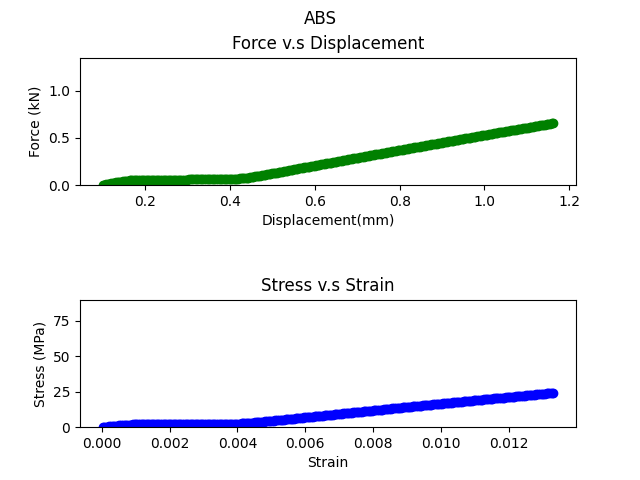 ABS
Force v.s Displacement
1.0
0.5
0.0
Force (kN)
0.2 0.4 0.6 0.8 1.0 1.2
Displacement(mm)
Stress v.s Strain
75
50
25
0
Stress (MPa)
0.000 0.002 0.004 0.006 0.008 0.010 0.012
Strain